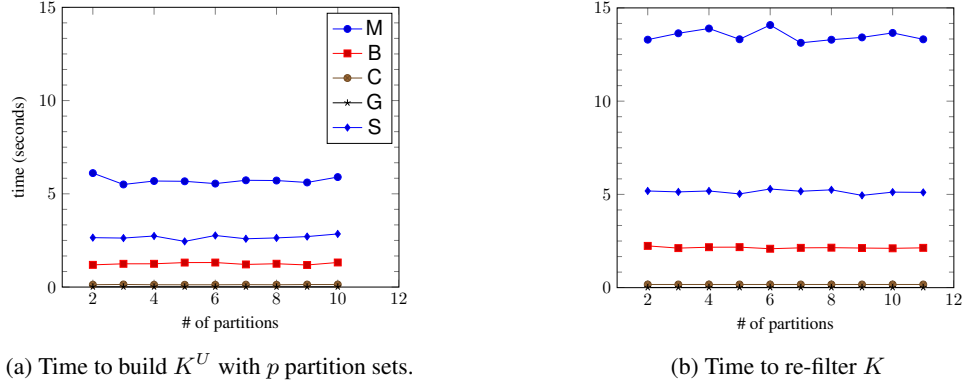 15
10
5
0
2
4
6
8
10
12
time (seconds)
# of partitions
M
B
C
G
S
(a) Time to build K^U with p partition sets.
15
10
5
0
2
4
6
8
10
12
# of partitions
(b) Time to re-filter K